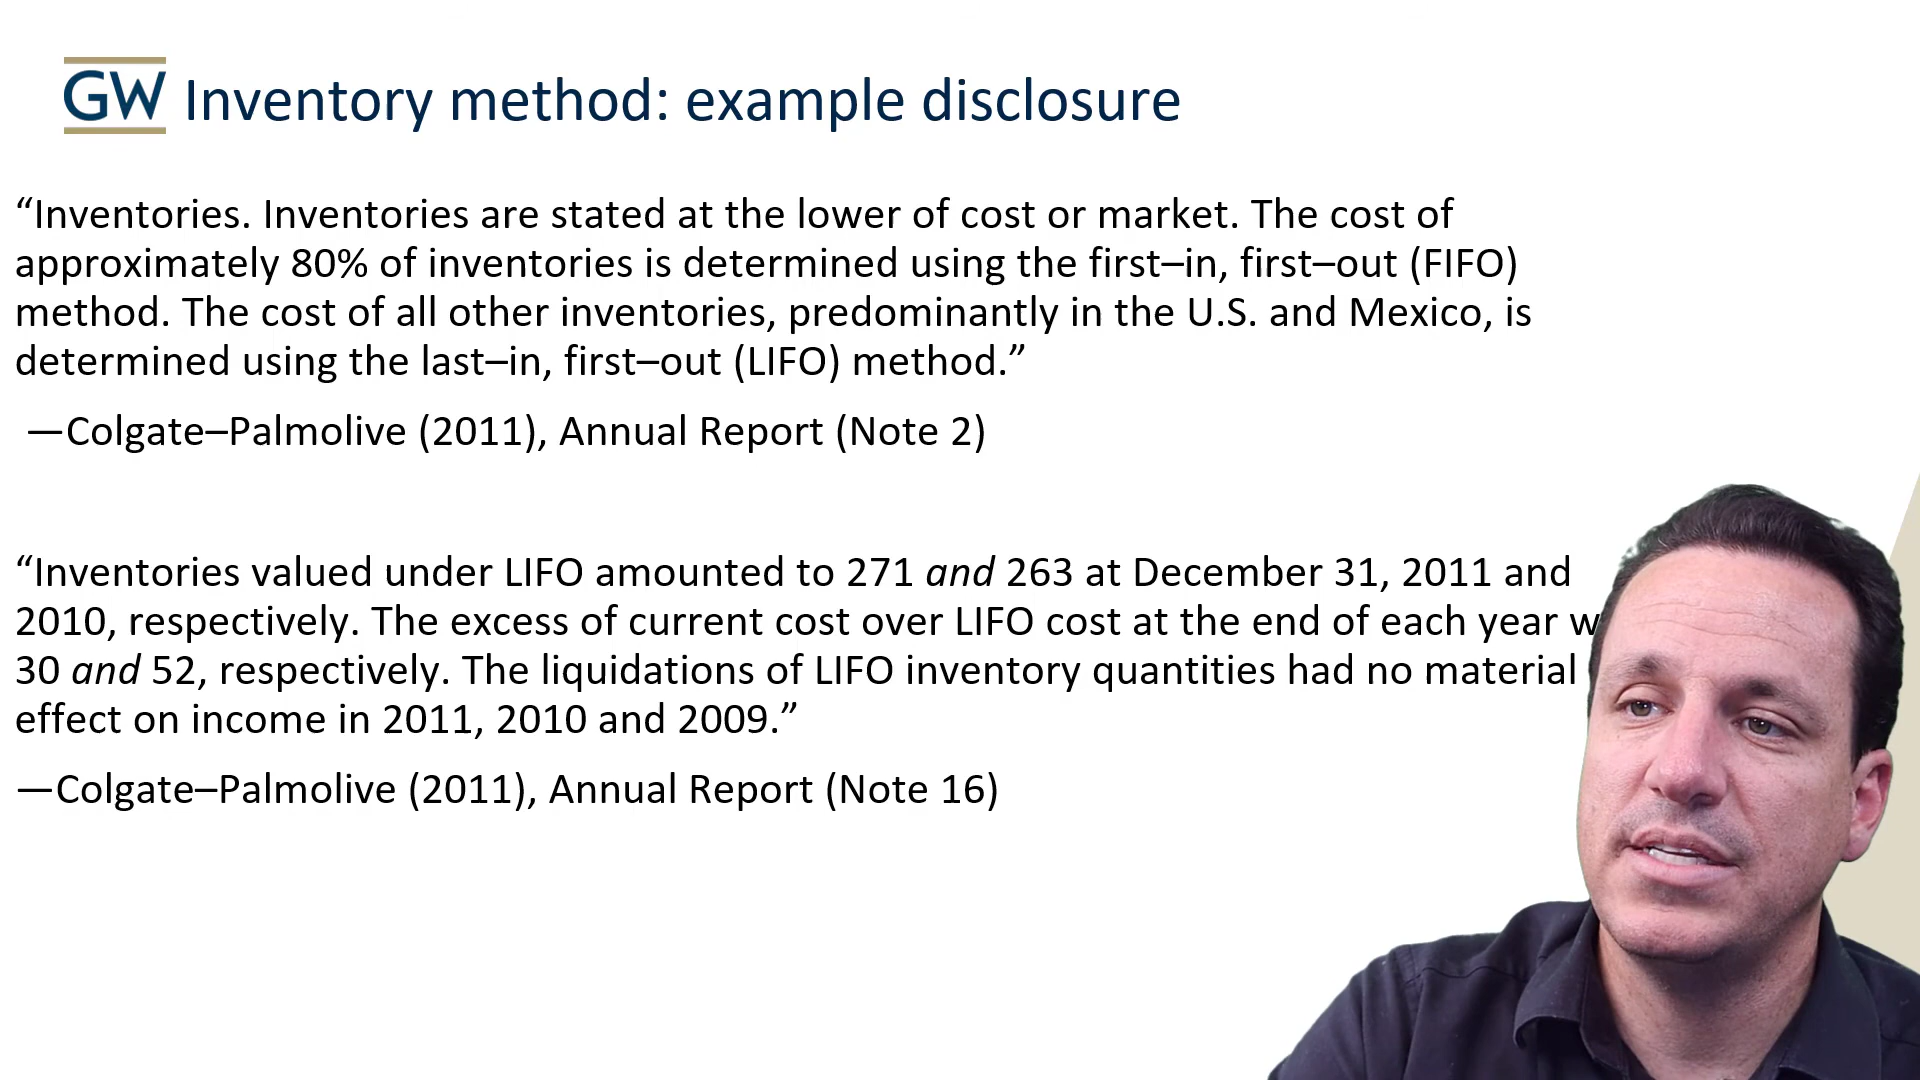 GW Inventory method: example disclosure
“Inventories. Inventories are stated at the lower of cost or market. The cost of
approximately 80% of inventories is determined using the first–in, first–out (FIFO)
method. The cost of all other inventories, predominantly in the U.S. and Mexico, is
determined using the last–in, first–out (LIFO) method.”
—Colgate–Palmolive (2011), Annual Report (Note 2)
“Inventories valued under LIFO amounted to 271 and 263 at December 31, 2011 and
2010, respectively. The excess of current cost over LIFO cost at the end of each year
30 and 52, respectively. The liquidations of LIFO inventory quantities had no material
effect on income in 2011, 2010 and 2009.”
—Colgate–Palmolive (2011), Annual Report (Note 16)